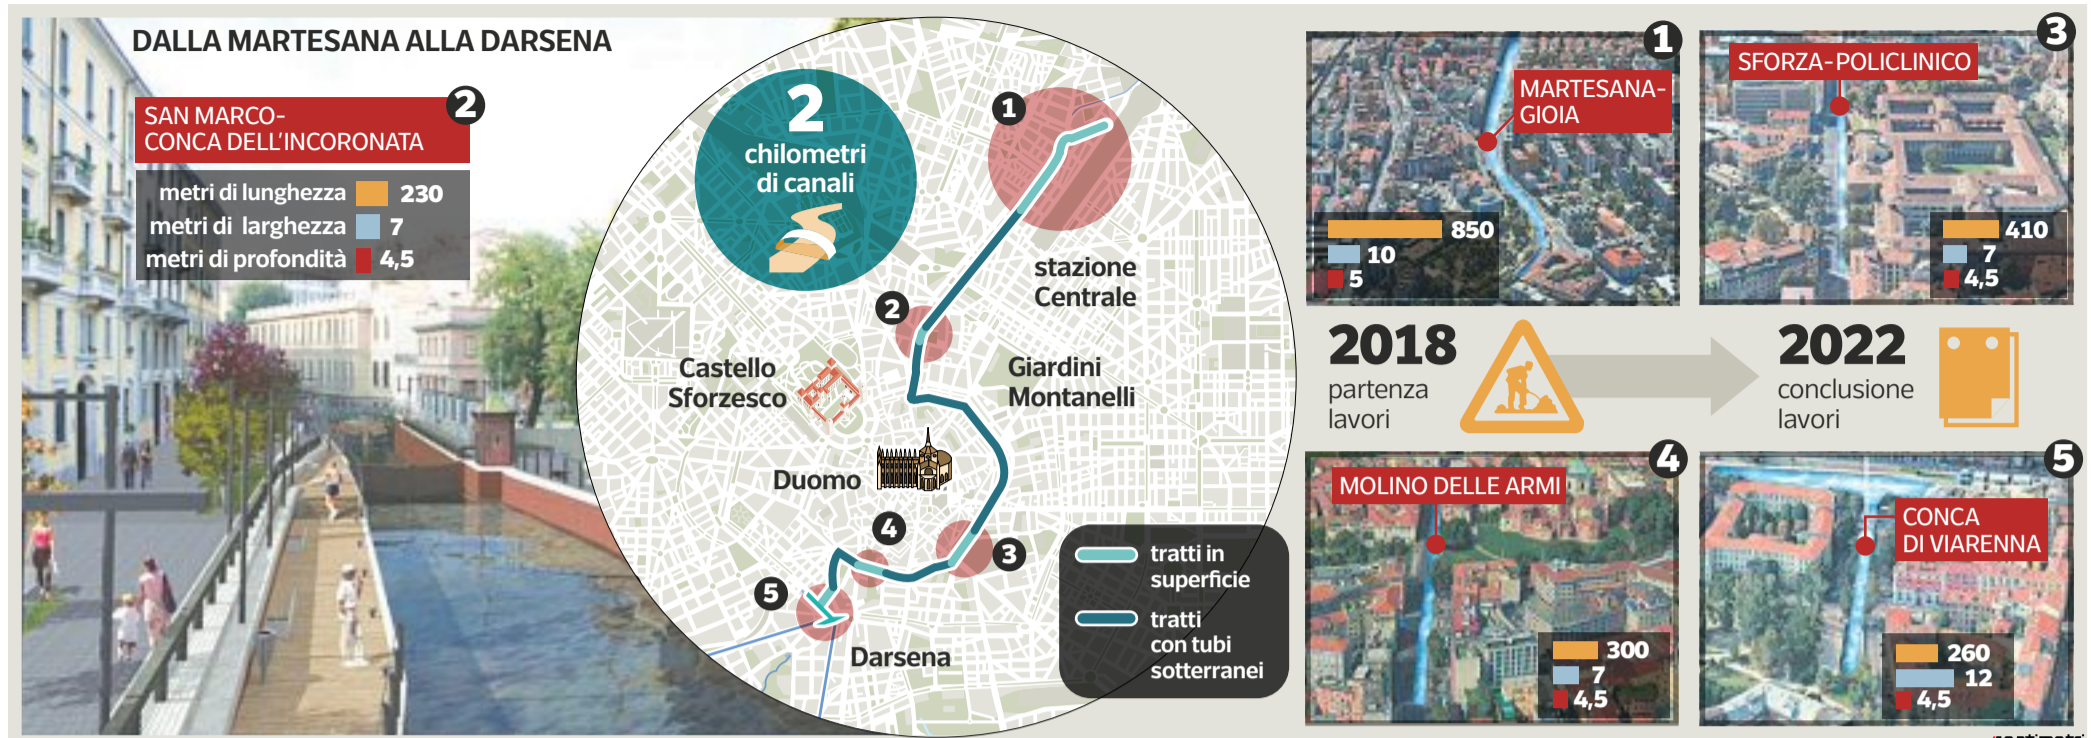 DALLA MARTESANA ALLA DARSENA
2
SAN MARCO-
CONCA DELL'INCORONATA
metri di lunghezza 230
metri di larghezza 7
metri di profondità 4,5
2
chilometri
di canali
1
stazione
Centrale
2
Castello
Sforzesco
Giardini
Montanelli
Duomo
4
3
5
Darsena
tratti in
superficie
tratti
con tubi
sotterranei
1
MARTESANA-
GIOIA
850
10
5
3
SFORZA-POLICLINICO
410
7
4,5
2018
partenza
lavori
2022
conclusione
lavori
4
MOLINO DELLE ARMI
300
7
4,5
5
CONCA
DI VIARENNA
260
12
4,5